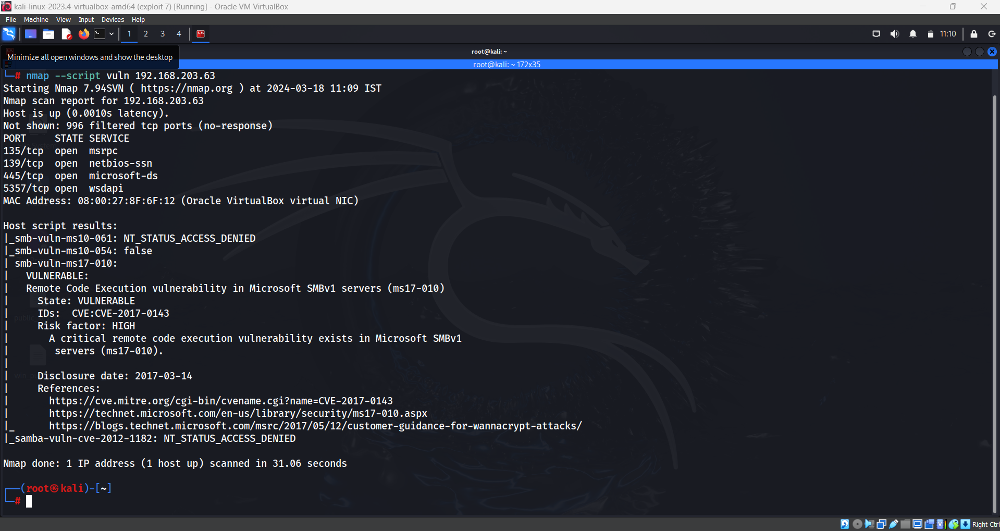 kali-linux-2023.4-virtualbox-amd64 (exploit 7) [Running] - Oracle VM VirtualBox
File Machine View Input Devices Help
1 2 3 4
11:10
Minimize all open windows and show the desktop
root@kali: ~
root@kali: ~ 172x35
# nmap --script vuln 192.168.203.63
Starting Nmap 7.94SVN ( https://nmap.org ) at 2024-03-18 11:09 IST
Nmap scan report for 192.168.203.63
Host is up (0.0010s latency).
Not shown: 996 filtered tcp ports (no-response)
PORT     STATE SERVICE
135/tcp  open  msrpc
139/tcp  open  netbios-ssn
445/tcp  open  microsoft-ds
5357/tcp open  wsdapi
MAC Address: 08:00:27:8F:6F:12 (Oracle VirtualBox virtual NIC)
Host script results:
|_smb-vuln-ms10-061: NT_STATUS_ACCESS_DENIED
|_smb-vuln-ms10-054: false
| smb-vuln-ms17-010:
|   VULNERABLE:
|   Remote Code Execution vulnerability in Microsoft SMBv1 servers (ms17-010)
|     State: VULNERABLE
|     IDs:  CVE:CVE-2017-0143
|     Risk factor: HIGH
|       A critical remote code execution vulnerability exists in Microsoft SMBv1
|        servers (ms17-010).
|
|     Disclosure date: 2017-03-14
|     References:
|       https://cve.mitre.org/cgi-bin/cvename.cgi?name=CVE-2017-0143
|       https://technet.microsoft.com/en-us/library/security/ms17-010.aspx
|_      https://blogs.technet.microsoft.com/msrc/2017/05/12/customer-guidance-for-wannacrypt-attacks/
|_samba-vuln-cve-2012-1182: NT_STATUS_ACCESS_DENIED
Nmap done: 1 IP address (1 host up) scanned in 31.06 seconds
┌──(root㉿kali)-[~]
└─#
Right Ctrl